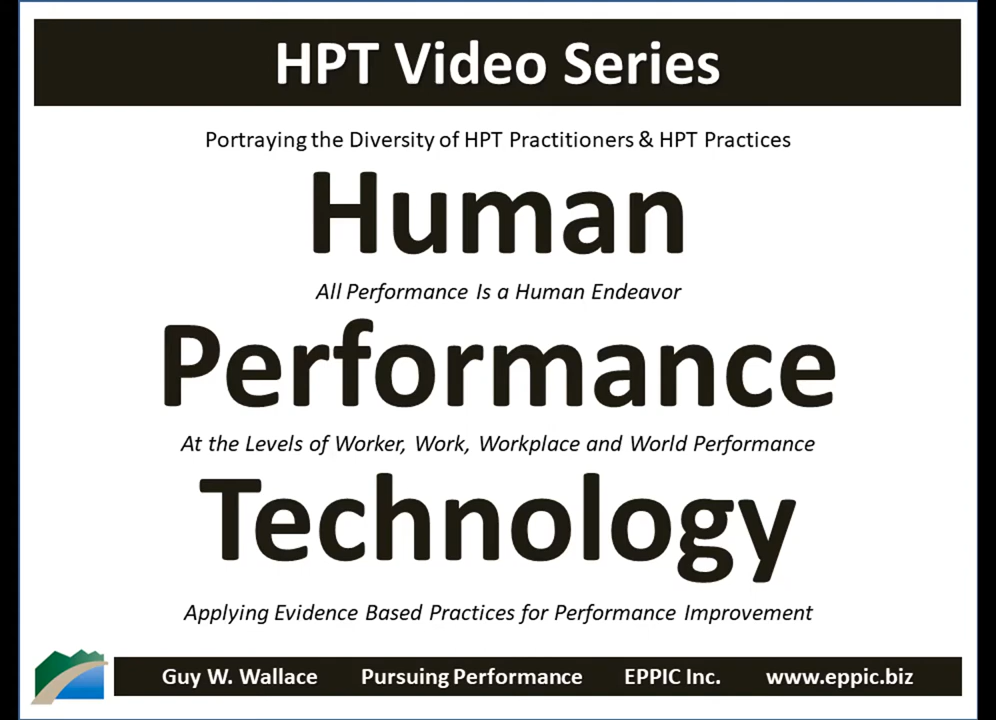 HPT Video Series
Portraying the Diversity of HPT Practitioners & HPT Practices
Human
All Performance Is a Human Endeavor
Performance
At the Levels of Worker, Work, Workplace and World Performance
Technology
Applying Evidence Based Practices for Performance Improvement
Guy W. Wallace Pursuing Performance EPPIC Inc. www.eppic.biz